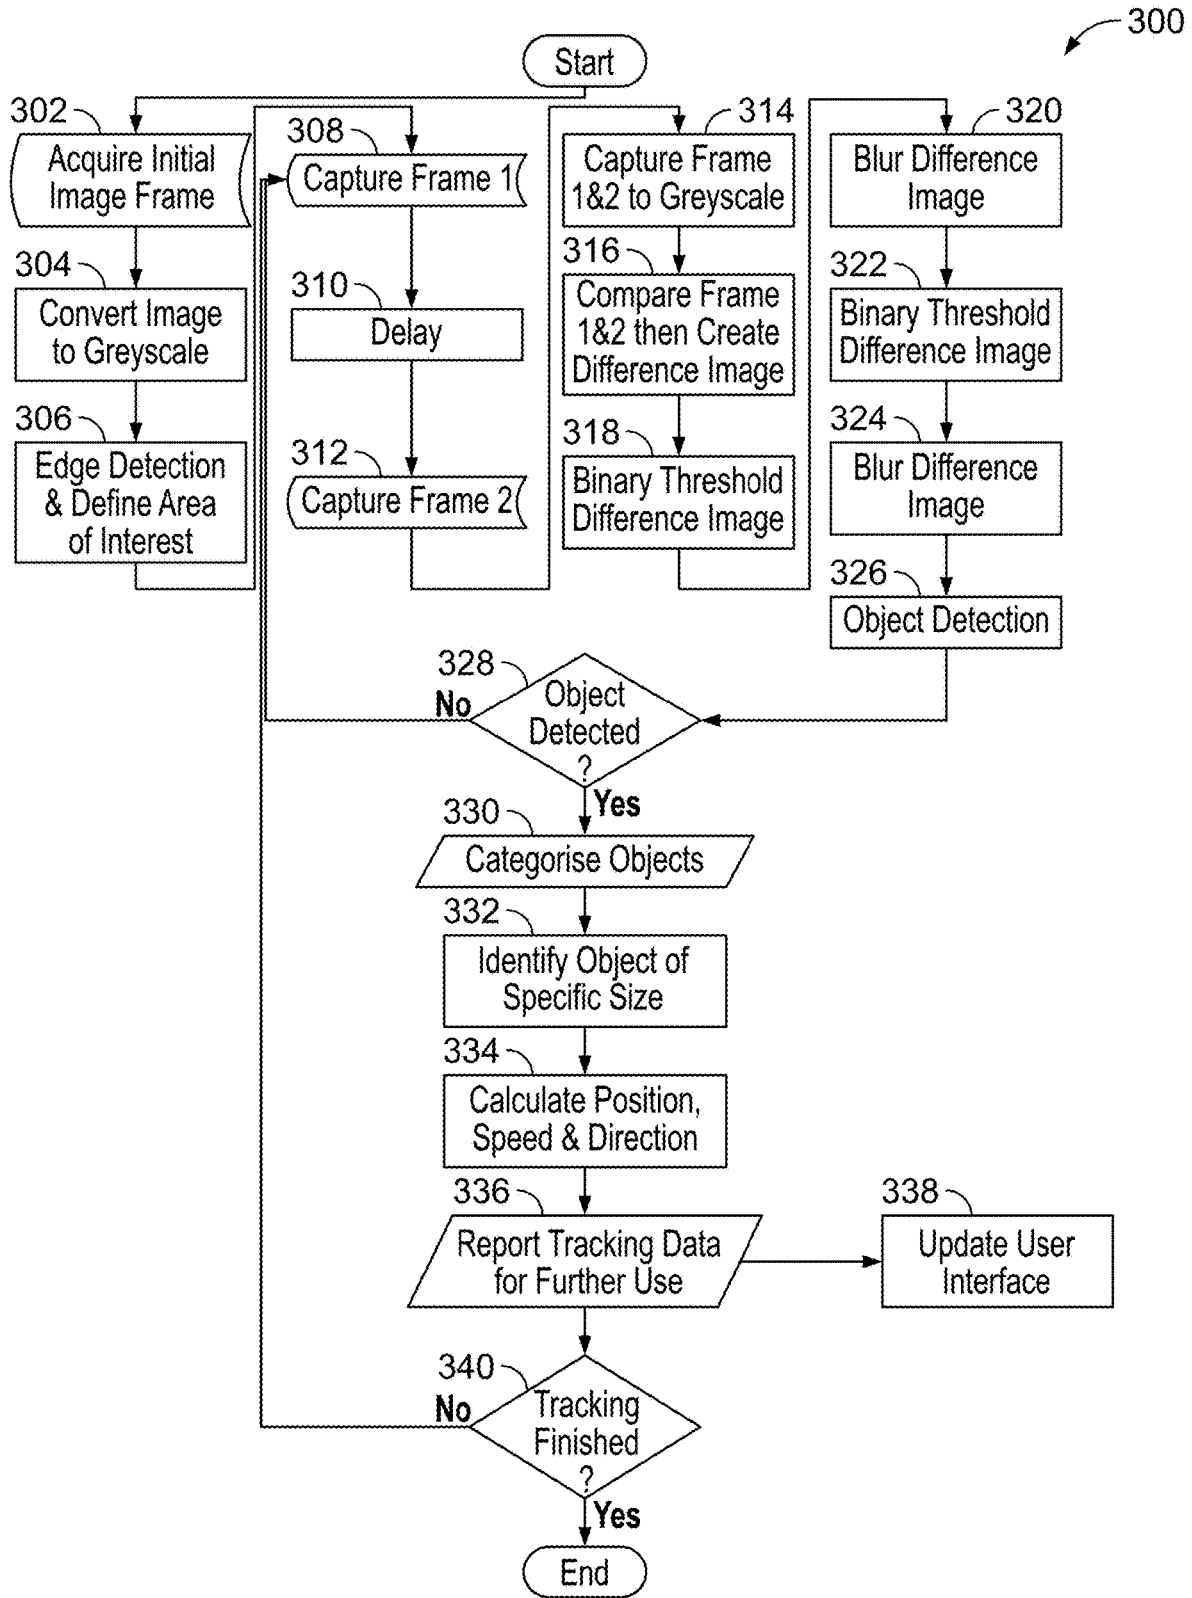 300
Start
302
Acquire Initial
Image Frame
304
Convert Image
to Greyscale
306
Edge Detection
& Define Area
of Interest
308
Capture Frame 1
310
Delay
312
Capture Frame 2
314
Capture Frame
1&2 to Greyscale
316
Compare Frame
1&2 then Create
Difference Image
318
Binary Threshold
Difference Image
320
Blur Difference
Image
322
Binary Threshold
Difference Image
324
Blur Difference
Image
326
Object Detection
328
Object
Detected
?
No
Yes
330
Categorise Objects
332
Identify Object of
Specific Size
334
Calculate Position,
Speed & Direction
336
Report Tracking Data
for Further Use
338
Update User
Interface
340
Tracking
Finished
?
No
Yes
End